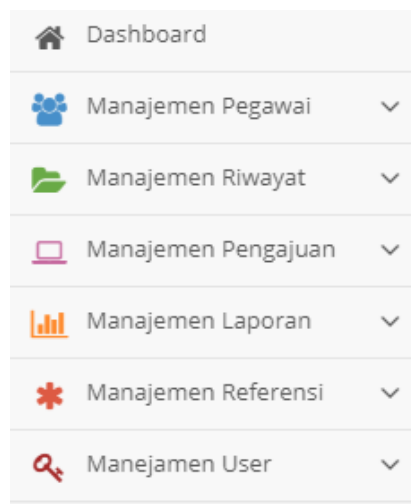 Dashboard
Manajemen Pegawai
Manajemen Riwayat
Manajemen Pengajuan
Manajemen Laporan
Manajemen Referensi
Manejamen User